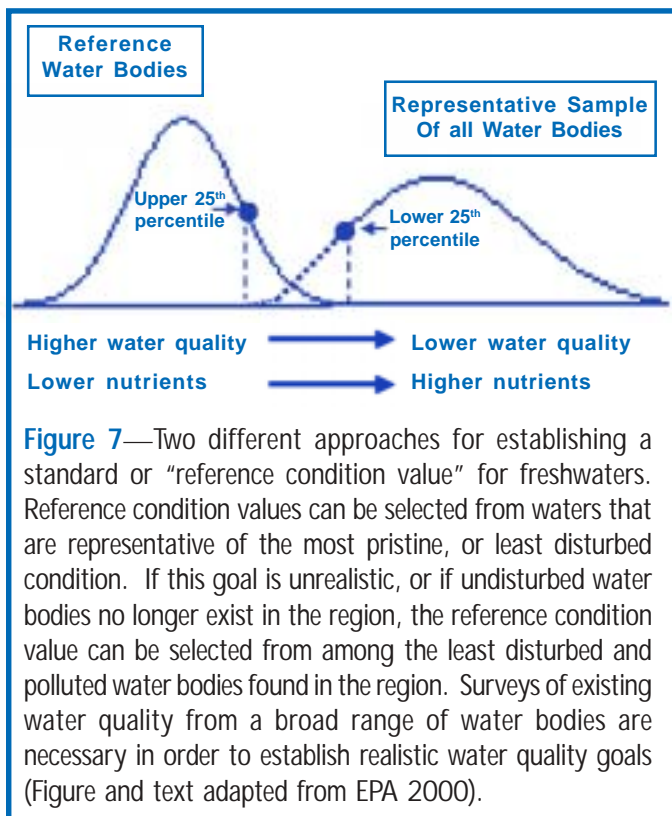 Reference
Water Bodies
Representative Sample
Of all Water Bodies
Upper 25th
percentile
Lower 25th
percentile
Higher water quality Lower water quality
Lower nutrients Higher nutrients
Figure 7—Two different approaches for establishing a
standard or “reference condition value” for freshwaters.
Reference condition values can be selected from waters that
are representative of the most pristine, or least disturbed
condition. If this goal is unrealistic, or if undisturbed water
bodies no longer exist in the region, the reference condition
value can be selected from among the least disturbed and
polluted water bodies found in the region. Surveys of existing
water quality from a broad range of water bodies are
necessary in order to establish realistic water quality goals
(Figure and text adapted from EPA 2000).